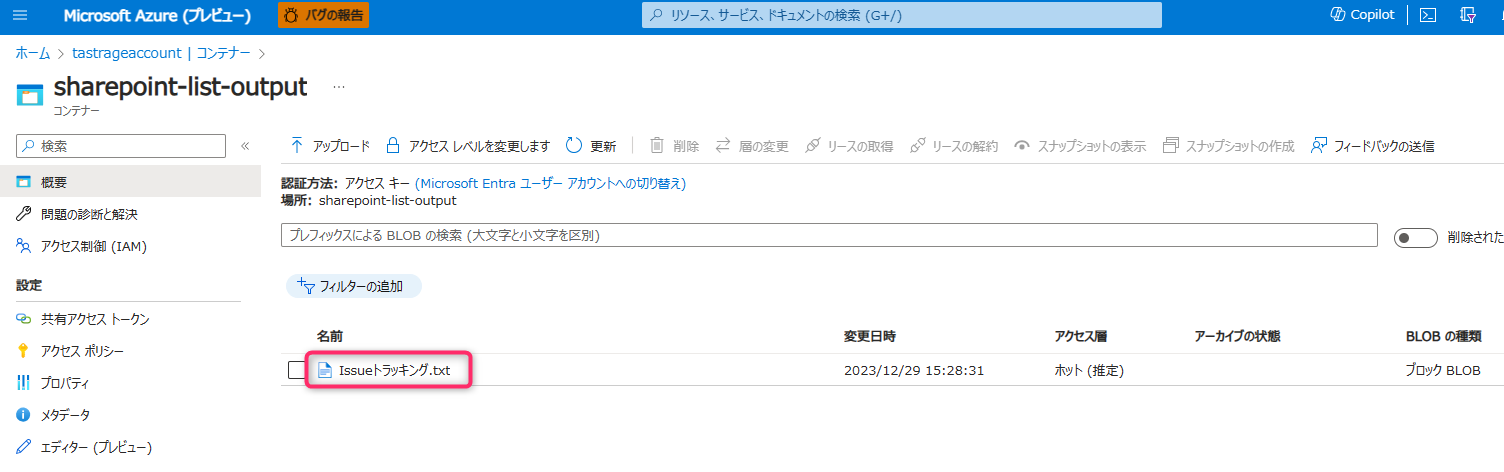 Microsoft Azure (プレビュー) バグの報告 リソース、サービス、ドキュメントの検索 (G+/) Copilot
ホーム > tastrageaccount | コンテナー >
sharepoint-list-output ...
コンテナー
検索 «
アップロード アクセス レベルを変更します 更新 削除 層の変更 リースの取得 リースの解約 スナップショットの表示 スナップショットの作成 フィードバックの送信
概要
問題の診断と解決
アクセス制御 (IAM)
設定
共有アクセス トークン
アクセス ポリシー
プロパティ
メタデータ
エディター (プレビュー)
認証方法: アクセス キー (Microsoft Entra ユーザー アカウントへの切り替え)
場所: sharepoint-list-output
プレフィックスによる BLOB の検索 (大文字と小文字を区別) 削除された
フィルターの追加
名前 変更日時 アクセス層 アーカイブの状態 BLOB の種類
Issueトラッキング.txt 2023/12/29 15:28:31 ホット (推定) ブロック BLOB